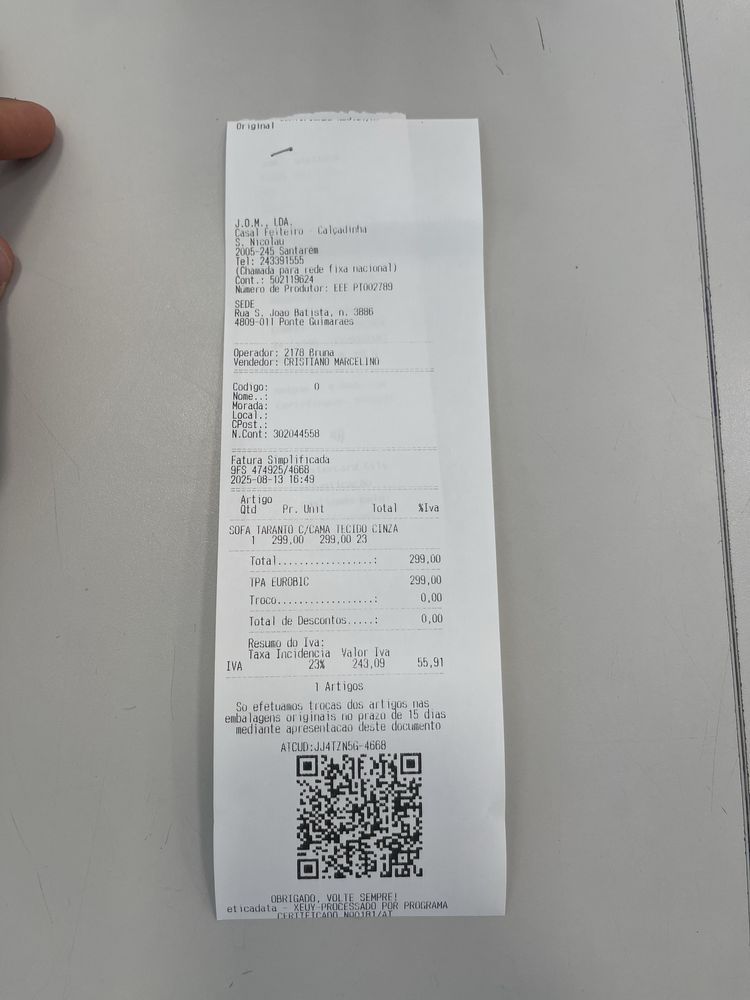 Original
J.O.M., LDA.
Casal Feiteiro - Calçadinha
S. Nicolau
2005-245 Santarém
Tel: 243391555
(Chamada para rede fixa nacional)
Cont.: 502119624
Número de Produtor: EEE PT002789
SEDE
Rua S. Joao Batista, n. 3886
4809-011 Ponte Guimaraes
Operador: 2178 Bruna
Vendedor: CRISTIANO MARCELINO
Codigo: 0
Nome..:
Morada:
Local.:
CPost.:
N.Cont: 302044558
Fatura Simplificada
9FS 474925/4668
2025-08-13 16:49
Artigo
Qtd Pr. Unit Total %Iva
SOFA TARANTO C/CAMA TECIDO CINZA
1 299,00 299,00 23
Total.................: 299,00
TPA EUROBIC 299,00
Troco.................: 0,00
Total de Descontos.....: 0,00
Resumo do Iva:
Taxa Incidencia Valor Iva
IVA 23% 243,09 55,91
1 Artigos
So efetuamos trocas dos artigos nas
embalagens originais no prazo de 15 dias
mediante apresentacao deste documento
ATCUD:JJ4TZN5G-4668
OBRIGADO, VOLTE SEMPRE!
eticadata - XEUY-PROCESSADO POR PROGRAMA
CERTIFICADO Nº0181/AT